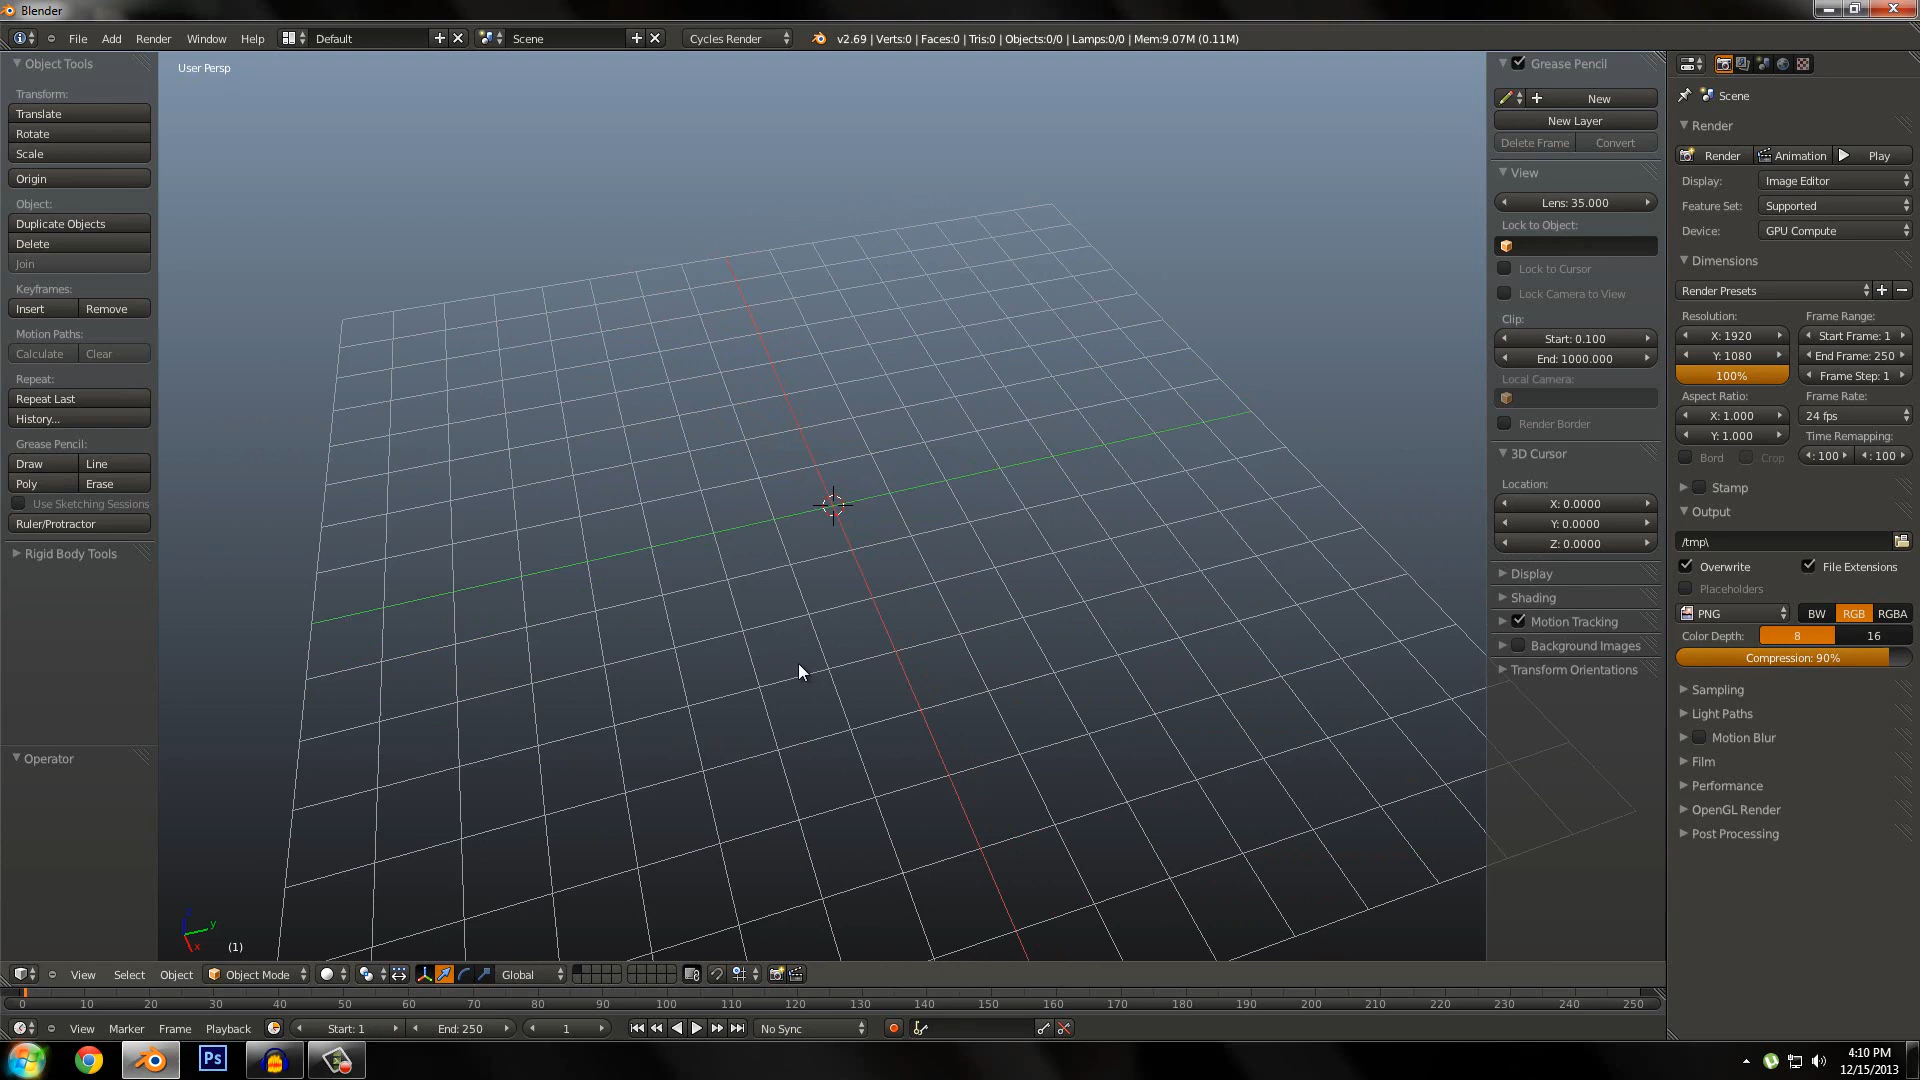 Blender
File Add Render Window Help Default Scene Cycles Render v2.69 | Verts:0 | Faces:0 | Tris:0 | Objects:0/0 | Lamps:0/0 | Mem:9.07M (0.11M)
Object Tools
Transform:
Translate
Rotate
Scale
Origin
Object:
Duplicate Objects
Delete
Join
Keyframes:
Insert Remove
Motion Paths:
Calculate Clear
Repeat:
Repeat Last
History...
Grease Pencil:
Draw Line
Poly Erase
Use Sketching Sessions
Ruler/Protractor
Rigid Body Tools
Operator
User Persp
z
y
x
(1)
Grease Pencil
New
New Layer
Delete Frame Convert
View
Lens: 35.000
Lock to Object:
Lock to Cursor
Lock Camera to View
Clip:
Start: 0.100
End: 1000.000
Local Camera:
Render Border
3D Cursor
Location:
X: 0.0000
Y: 0.0000
Z: 0.0000
Display
Shading
Motion Tracking
Background Images
Transform Orientations
Scene
Render
Render Animation Play
Display: Image Editor
Feature Set: Supported
Device: GPU Compute
Dimensions
Render Presets
Resolution: Frame Range:
X: 1920 Start Frame: 1
Y: 1080 End Frame: 250
100% Frame Step: 1
Aspect Ratio: Frame Rate:
X: 1.000 24 fps
Y: 1.000 Time Remapping:
Bord Crop : 100 : 100
Stamp
Output
/tmp\
Overwrite File Extensions
Placeholders
PNG BW RGB RGBA
Color Depth: 8 16
Compression: 90%
Sampling
Light Paths
Motion Blur
Film
Performance
OpenGL Render
Post Processing
View Select Object Object Mode Global
0 10 20 30 40 50 60 70 80 90 100 110 120 130 140 150 160 170 180 190 200 210 220 230 240 250
View Marker Frame Playback Start: 1 End: 250 1 No Sync
Ps
4:10 PM
12/15/2013